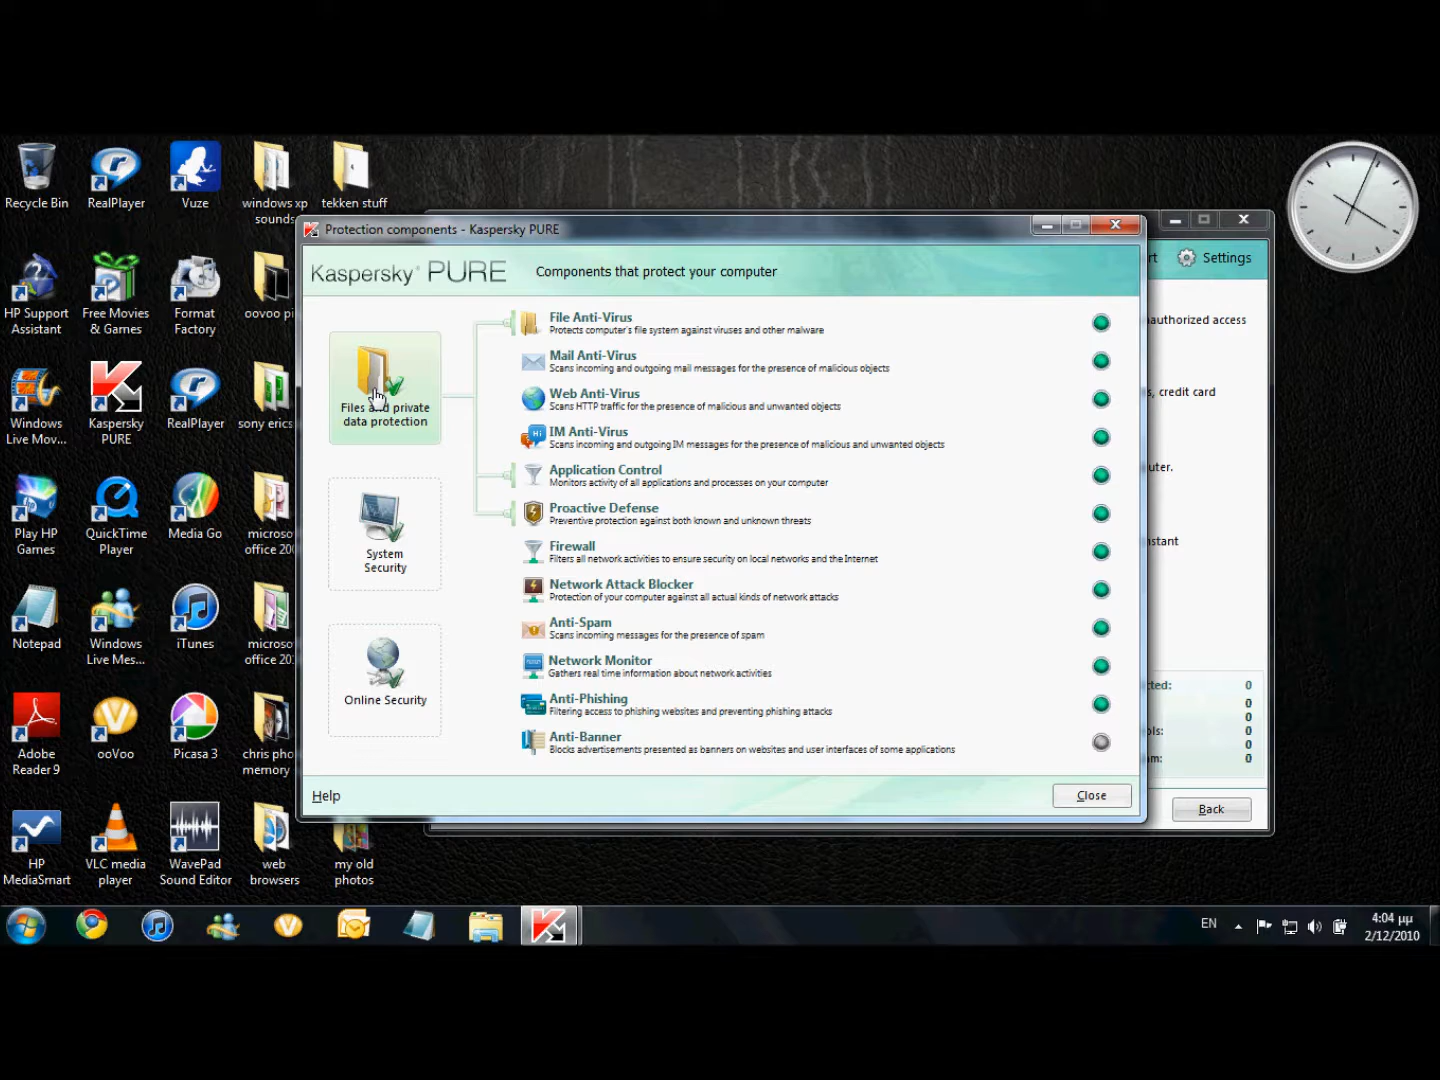 Recycle Bin
RealPlayer
Vuze
windows xp
sounds
tekken stuff
HP Support
Assistant
Free Movies
& Games
Format
Factory
oovoo pi
Windows
Live Mov...
Kaspersky
PURE
RealPlayer
sony erics
Play HP
Games
QuickTime
Player
Media Go
microso
office 200
Notepad
Windows
Live Mes...
iTunes
microso
office 20
Adobe
Reader 9
ooVoo
Picasa 3
chris pho
memory
HP
MediaSmart
VLC media
player
WavePad
Sound Editor
web
browsers
my old
photos
Protection components - Kaspersky PURE
Kaspersky PURE
Components that protect your computer
Files and private
data protection
System
Security
Online Security
File Anti-Virus
Protects computer's file system against viruses and other malware
Mail Anti-Virus
Scans incoming and outgoing mail messages for the presence of malicious objects
Web Anti-Virus
Scans HTTP traffic for the presence of malicious and unwanted objects
Hi
IM Anti-Virus
Scans incoming and outgoing IM messages for the presence of malicious and unwanted objects
Application Control
Monitors activity of all applications and processes on your computer
Proactive Defense
Preventive protection against both known and unknown threats
Firewall
Filters all network activities to ensure security on local networks and the Internet
Network Attack Blocker
Protection of your computer against all actual kinds of network attacks
Anti-Spam
Scans incoming messages for the presence of spam
Network Monitor
Gathers real time information about network activities
Anti-Phishing
Filtering access to phishing websites and preventing phishing attacks
Anti-Banner
Blocks advertisements presented as banners on websites and user interfaces of some applications
Help
Close
rt
Settings
nauthorized access
s, credit card
uter.
nstant
cted: 0
0
ols: 0
0
am: 0
Back
EN
4:04 μμ
2/12/2010